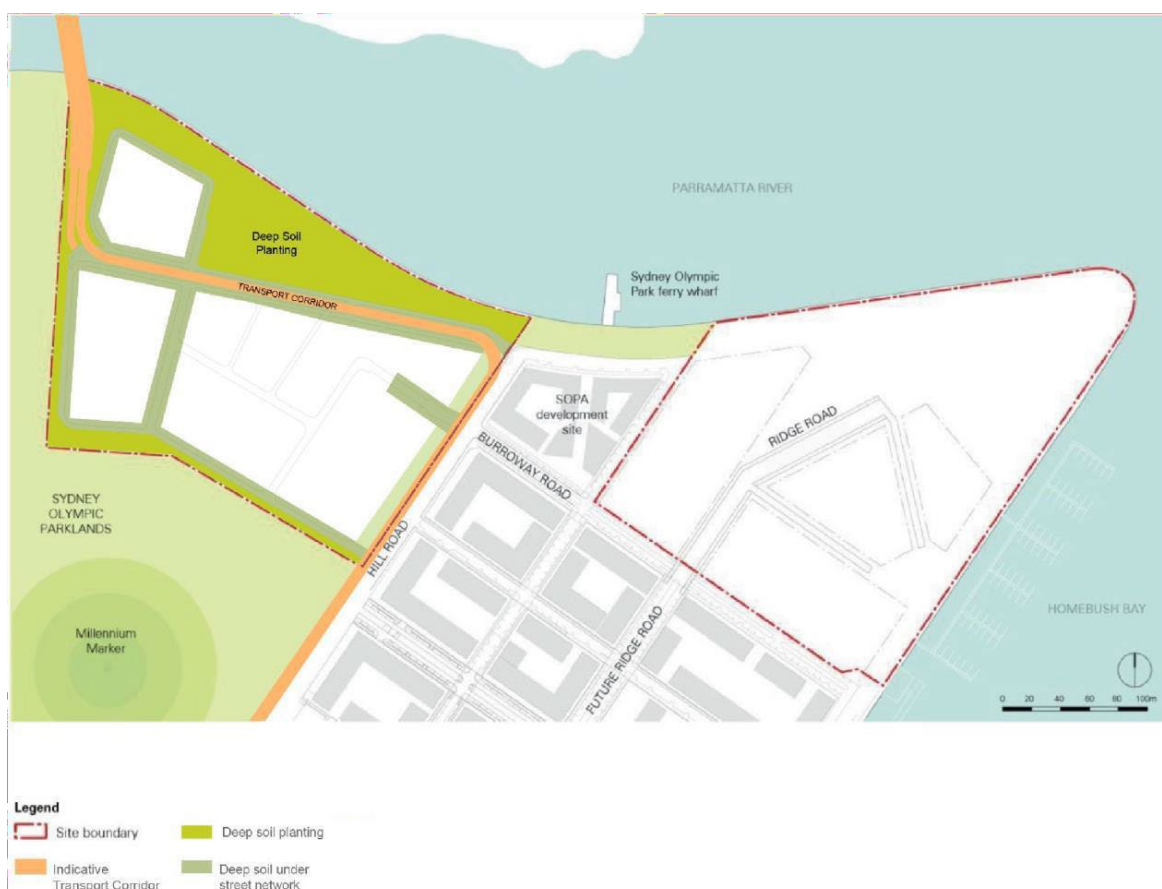 PARRAMATTA RIVER
Deep Soil
Planting
Sydney Olympic
Park ferry wharf
TRANSPORT CORRIDOR
SOPA
development
site
RIDGE ROAD
BURROWAY ROAD
SYDNEY
OLYMPIC
PARKLANDS
HILL ROAD
HOMEBUSH BAY
Millennium
Marker
FUTURE RIDGE ROAD
0 20 40 60 80 100m
Legend
Site boundary
Deep soil planting
Indicative
Transport Corridor
Deep soil under
street network